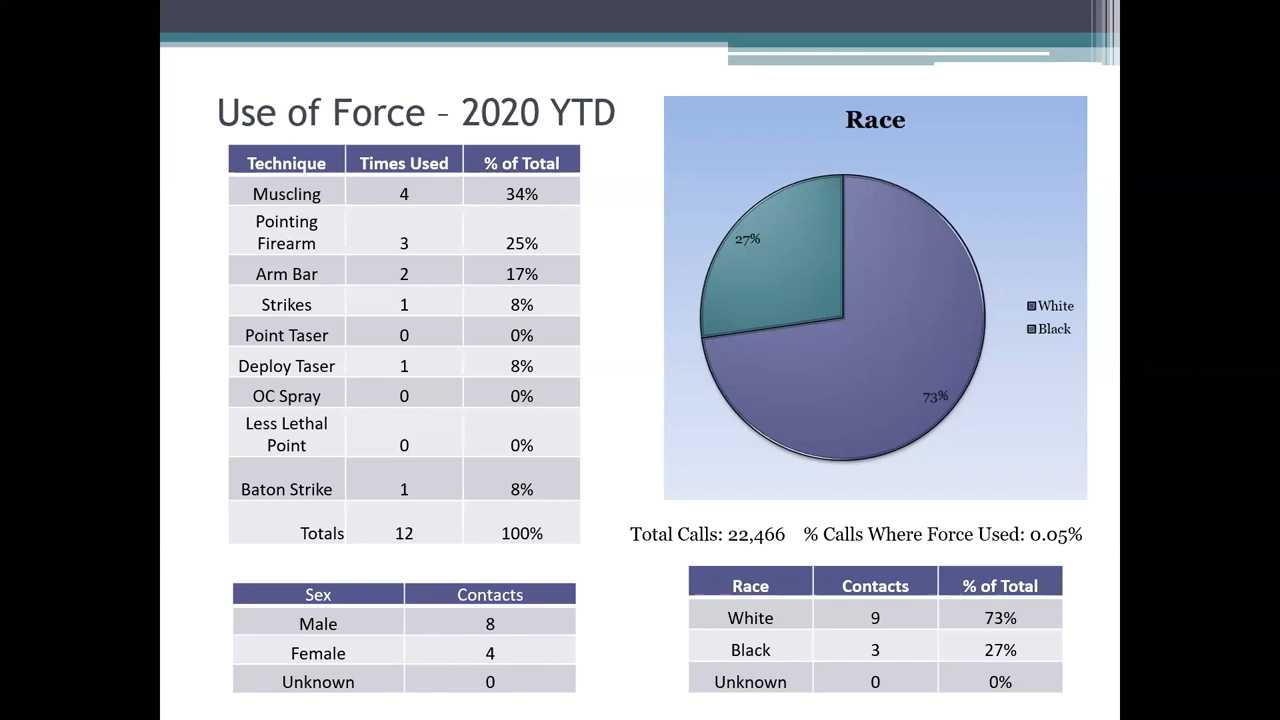 Use of Force – 2020 YTD
Technique Times Used % of Total
Muscling 4 34%
Pointing
Firearm 3 25%
Arm Bar 2 17%
Strikes 1 8%
Point Taser 0 0%
Deploy Taser 1 8%
OC Spray 0 0%
Less Lethal
Point 0 0%
Baton Strike 1 8%
Totals 12 100%
Sex Contacts
Male 8
Female 4
Unknown 0
Race
27%
73%
White
Black
Total Calls: 22,466 % Calls Where Force Used: 0.05%
Race Contacts % of Total
White 9 73%
Black 3 27%
Unknown 0 0%